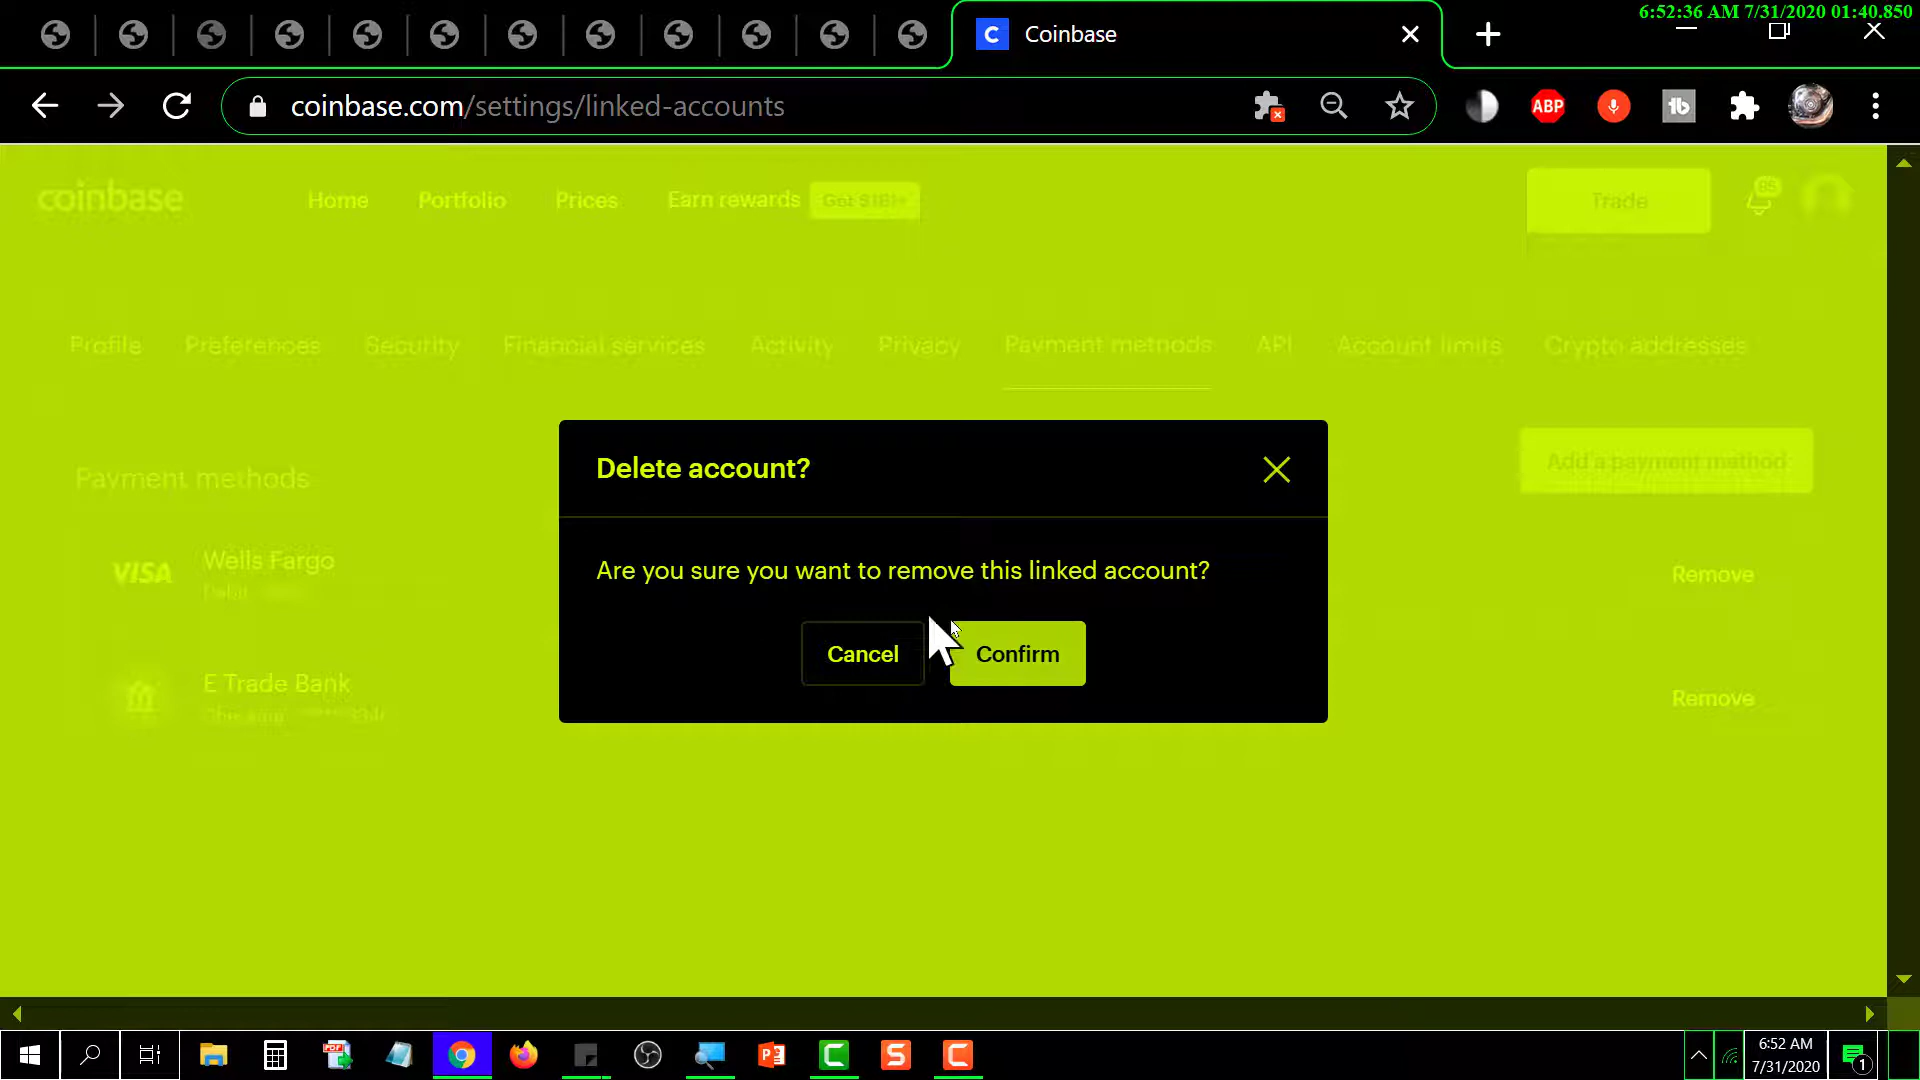 6:52:36 AM 7/31/2020 01:40.850
C Coinbase
coinbase.com/settings/linked-accounts
ABP
tb
coinbase
Home Portfolio Prices Earn rewards
Trade
Profile Preferences Security Financial services Activity Privacy Payment methods API Account limits Crypto addresses
Delete account?
Payment methods
Add a payment method
Are you sure you want to remove this linked account?
VISA Wells Fargo
Remove
Cancel Confirm
E Trade Bank
Remove
6:52 AM
7/31/2020
1